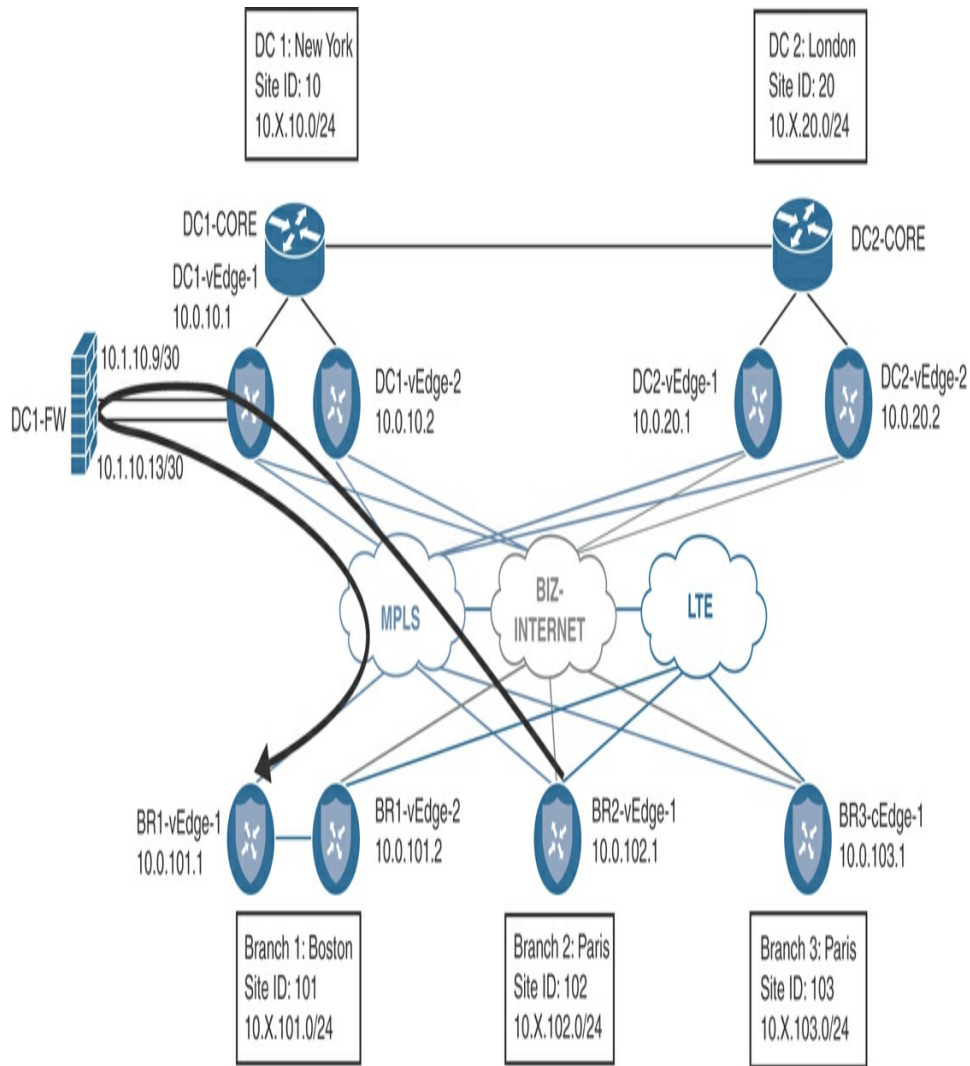 DC 1: New York
Site ID: 10
10.X.10.0/24
DC 2: London
Site ID: 20
10.X.20.0/24
DC1-CORE
DC2-CORE
DC1-vEdge-1
10.0.10.1
10.1.10.9/30
DC1-FW
10.1.10.13/30
DC1-vEdge-2
10.0.10.2
DC2-vEdge-1
10.0.20.1
DC2-vEdge-2
10.0.20.2
MPLS
BIZ-
INTERNET
LTE
BR1-vEdge-1
10.0.101.1
BR1-vEdge-2
10.0.101.2
BR2-vEdge-1
10.0.102.1
BR3-cEdge-1
10.0.103.1
Branch 1: Boston
Site ID: 101
10.X.101.0/24
Branch 2: Paris
Site ID: 102
10.X.102.0/24
Branch 3: Paris
Site ID: 103
10.X.103.0/24